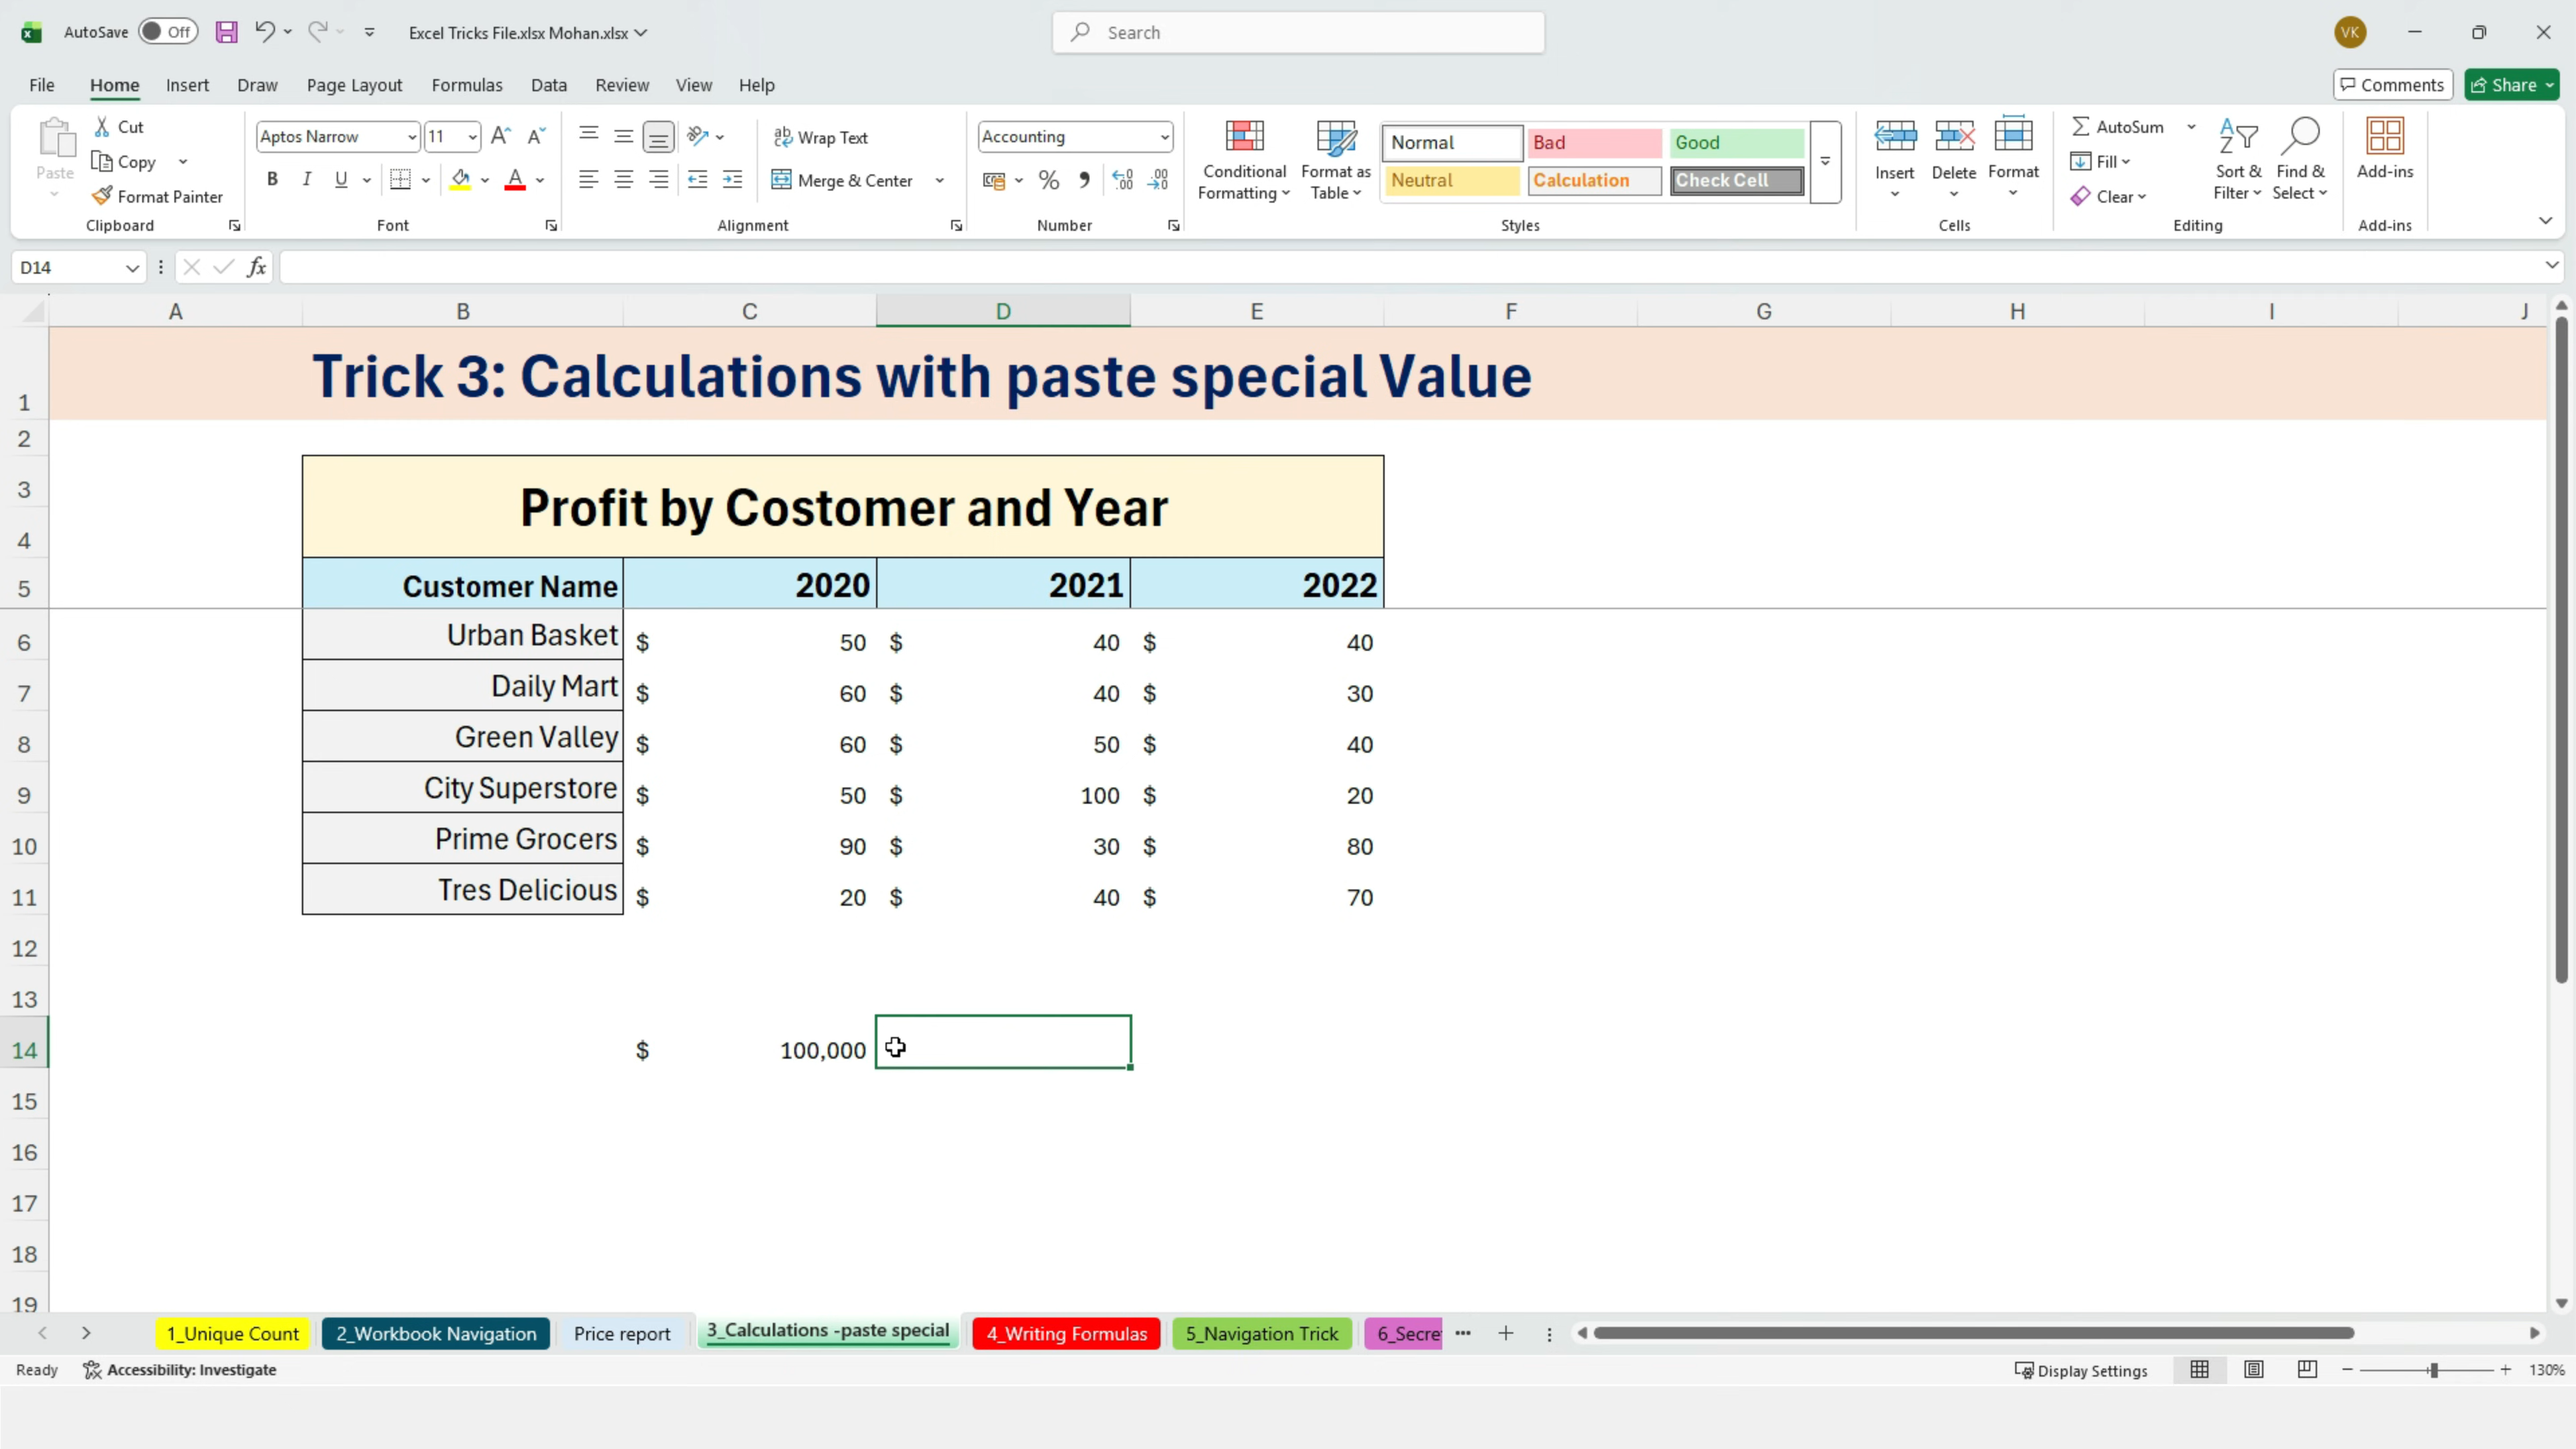 AutoSave Off Excel Tricks File.xlsx Mohan.xlsx Search VK
File Home Insert Draw Page Layout Formulas Data Review View Help Comments Share
Paste Cut Copy Format Painter Clipboard
Aptos Narrow 11 A A B I U A Font
ab Wrap Text Merge & Center Alignment
Accounting % Number
Conditional Formatting Format as Table
Normal Bad Good
Neutral Calculation Check Cell
Styles
Insert Delete Format Cells
AutoSum Fill Clear Sort & Filter Find & Select Editing
Add-ins Add-ins
D14 fx
A B C D E F G H I J
1 Trick 3: Calculations with paste special Value
2
3 Profit by Costomer and Year
4
5 Customer Name 2020 2021 2022
6 Urban Basket $ 50 $ 40 $ 40
7 Daily Mart $ 60 $ 40 $ 30
8 Green Valley $ 60 $ 50 $ 40
9 City Superstore $ 50 $ 100 $ 20
10 Prime Grocers $ 90 $ 30 $ 80
11 Tres Delicious $ 20 $ 40 $ 70
12
13
14 $ 100,000
15
16
17
18
19
1_Unique Count 2_Workbook Navigation Price report 3_Calculations -paste special 4_Writing Formulas 5_Navigation Trick 6_Secre
Ready Accessibility: Investigate Display Settings 130%